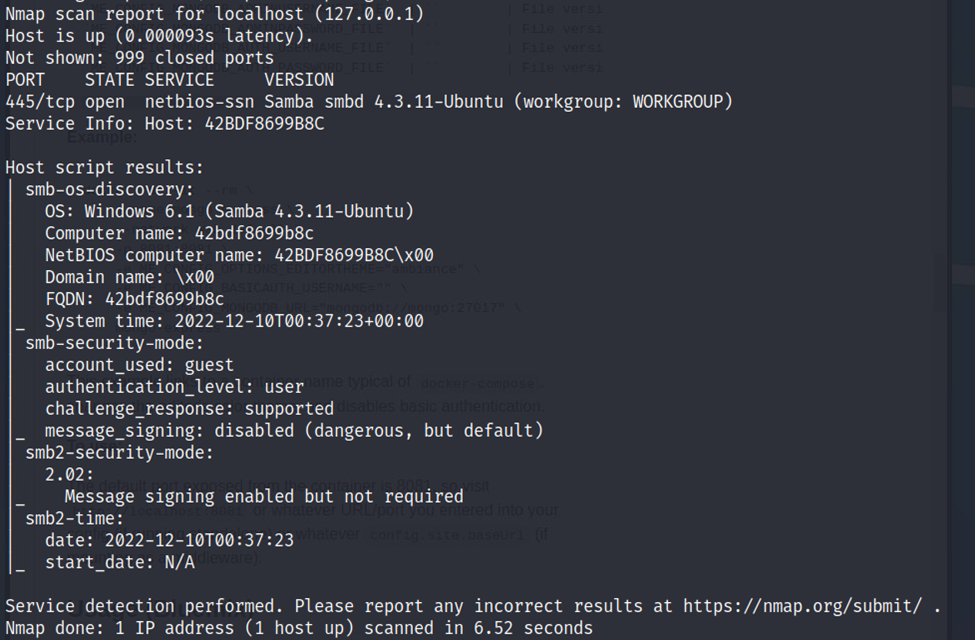 Nmap scan report for localhost (127.0.0.1)
Host is up (0.000093s latency).
Not shown: 999 closed ports
PORT    STATE SERVICE     VERSION
445/tcp open  netbios-ssn Samba smbd 4.3.11-Ubuntu (workgroup: WORKGROUP)
Service Info: Host: 42BDF8699B8C
Example:
Host script results:
| smb-os-discovery:
|   OS: Windows 6.1 (Samba 4.3.11-Ubuntu)
|   Computer name: 42bdf8699b8c
|   NetBIOS computer name: 42BDF8699B8C\x00
|   Domain name: \x00
|   FQDN: 42bdf8699b8c
|_  System time: 2022-12-10T00:37:23+00:00
| smb-security-mode:
|   account_used: guest
|   authentication_level: user
|   challenge_response: supported
|_  message_signing: disabled (dangerous, but default)
| smb2-security-mode:
|   2.02:
|_    Message signing enabled but not required
| smb2-time:
|   date: 2022-12-10T00:37:23
|_  start_date: N/A
Service detection performed. Please report any incorrect results at https://nmap.org/submit/ .
Nmap done: 1 IP address (1 host up) scanned in 6.52 seconds